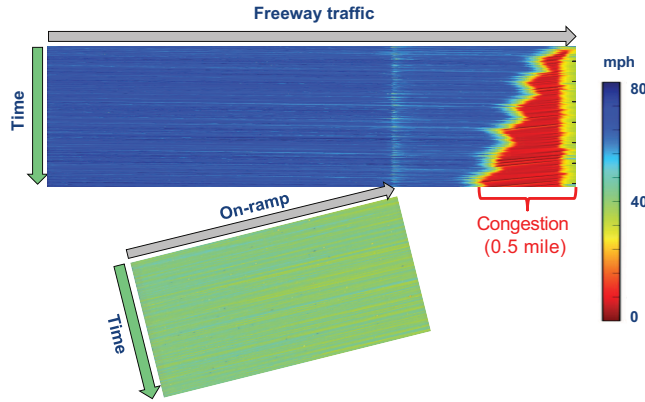 Freeway traffic
Time
mph
80
40
0
On-ramp
Congestion
(0.5 mile)
Time